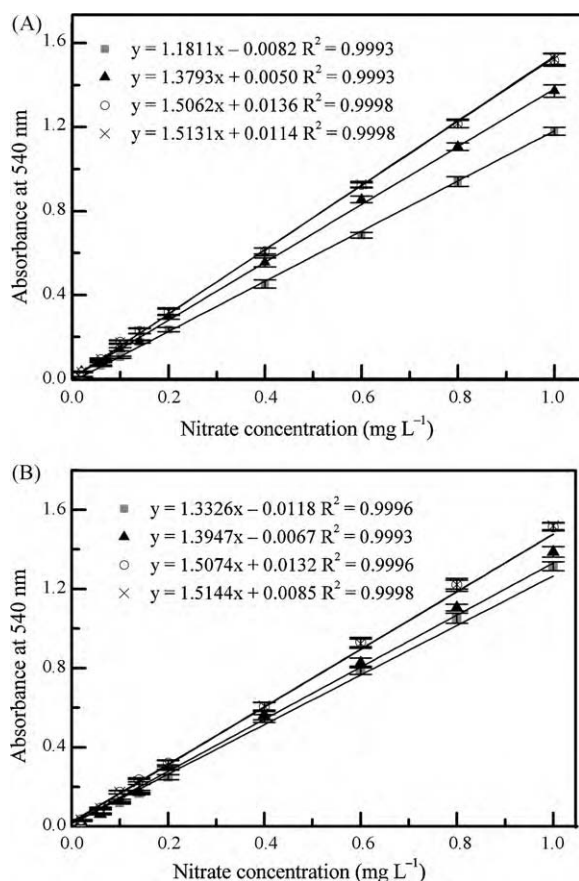 (A)
1.6
y = 1.1811x – 0.0082 R² = 0.9993
y = 1.3793x + 0.0050 R² = 0.9993
1.2
y = 1.5062x + 0.0136 R² = 0.9998
y = 1.5131x + 0.0114 R² = 0.9998
0.8
0.4
0.0
Absorbance at 540 nm
0.0 0.2 0.4 0.6 0.8 1.0
Nitrate concentration (mg L⁻¹)
(B)
1.6
y = 1.3326x – 0.0118 R² = 0.9996
y = 1.3947x – 0.0067 R² = 0.9993
y = 1.5074x + 0.0132 R² = 0.9996
1.2
y = 1.5144x + 0.0085 R² = 0.9998
0.8
0.4
0.0
Absorbance at 540 nm
0.0 0.2 0.4 0.6 0.8 1.0
Nitrate concentration (mg L⁻¹)